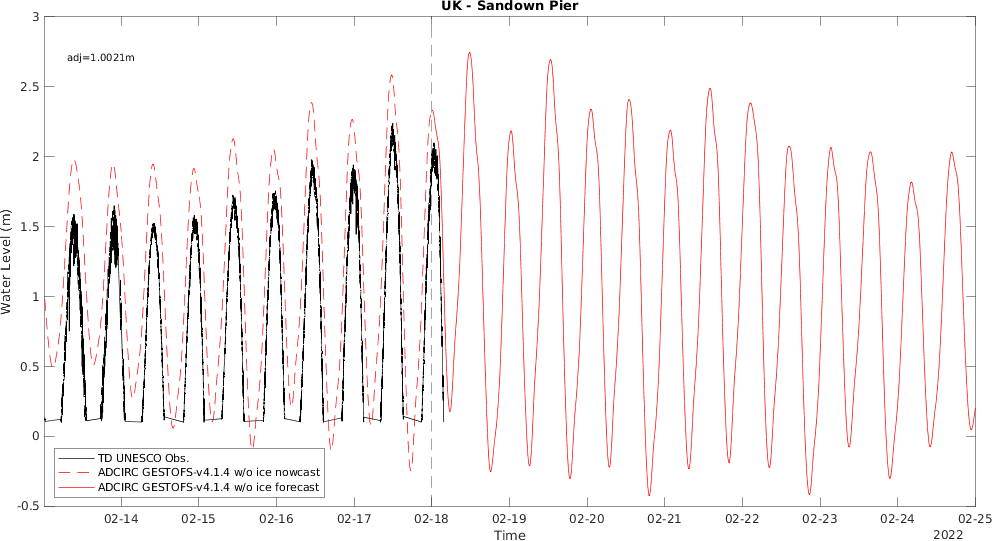 UK - Sandown Pier
adj=1.0021m
3
2.5
2
1.5
1
0.5
0
-0.5
Water Level (m)
TD UNESCO Obs.
ADCIRC GESTOFS-v4.1.4 w/o ice nowcast
ADCIRC GESTOFS-v4.1.4 w/o ice forecast
02-14 02-15 02-16 02-17 02-18 02-19 02-20 02-21 02-22 02-23 02-24 02-25
Time
2022